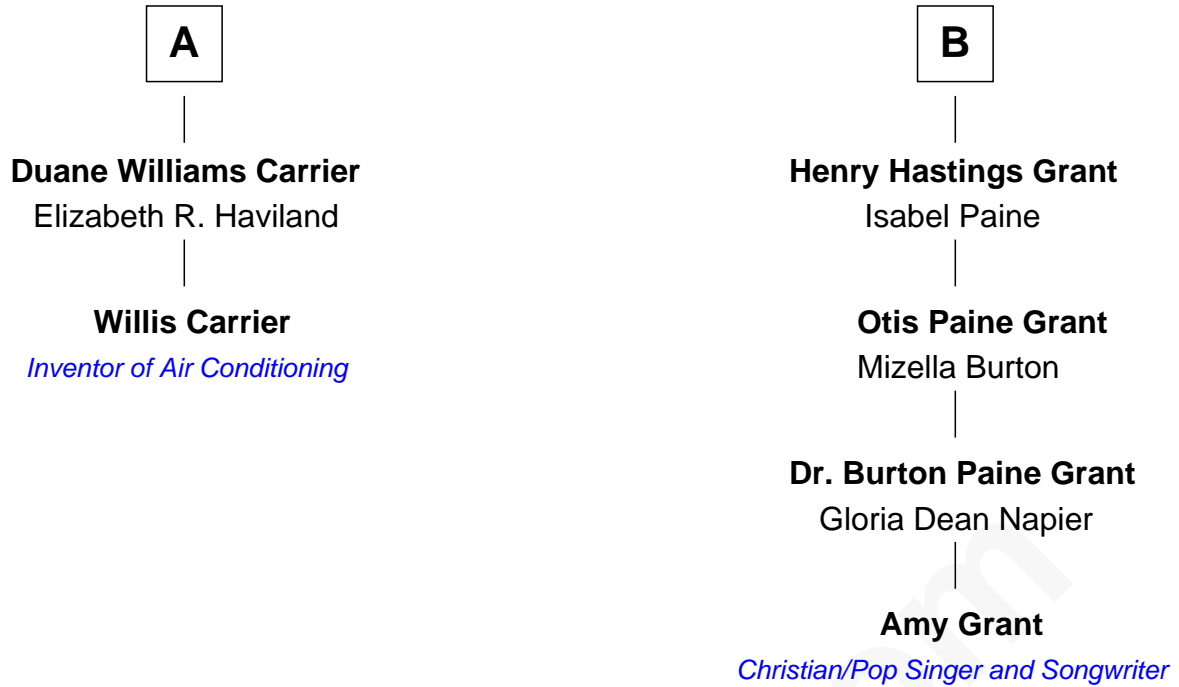 A
Duane Williams Carrier
Elizabeth R. Haviland
Willis Carrier
Inventor of Air Conditioning
B
Henry Hastings Grant
Isabel Paine
Otis Paine Grant
Mizella Burton
Dr. Burton Paine Grant
Gloria Dean Napier
Amy Grant
Christian/Pop Singer and Songwriter